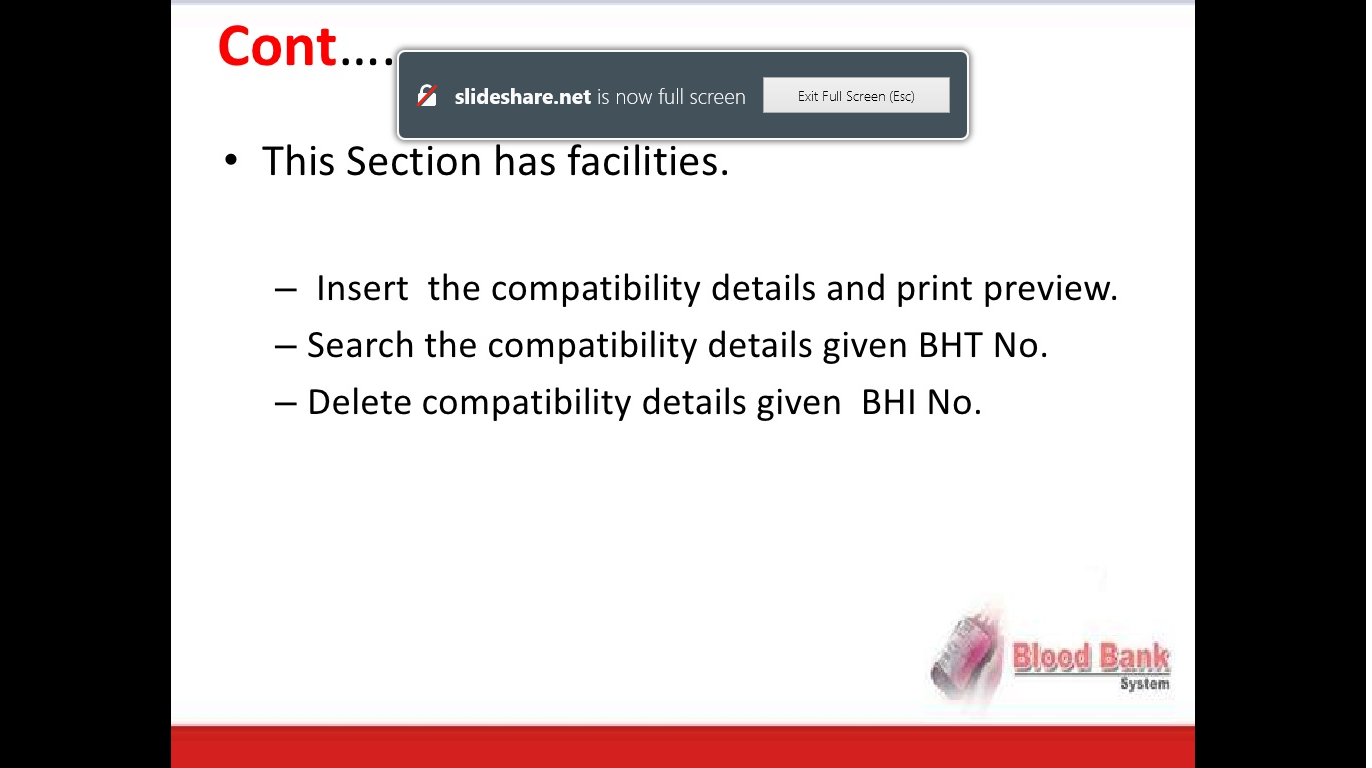 Cont....
slideshare.net is now full screen Exit Full Screen (Esc)
• This Section has facilities.
– Insert the compatibility details and print preview.
– Search the compatibility details given BHT No.
– Delete compatibility details given BHI No.
Blood Bank
System